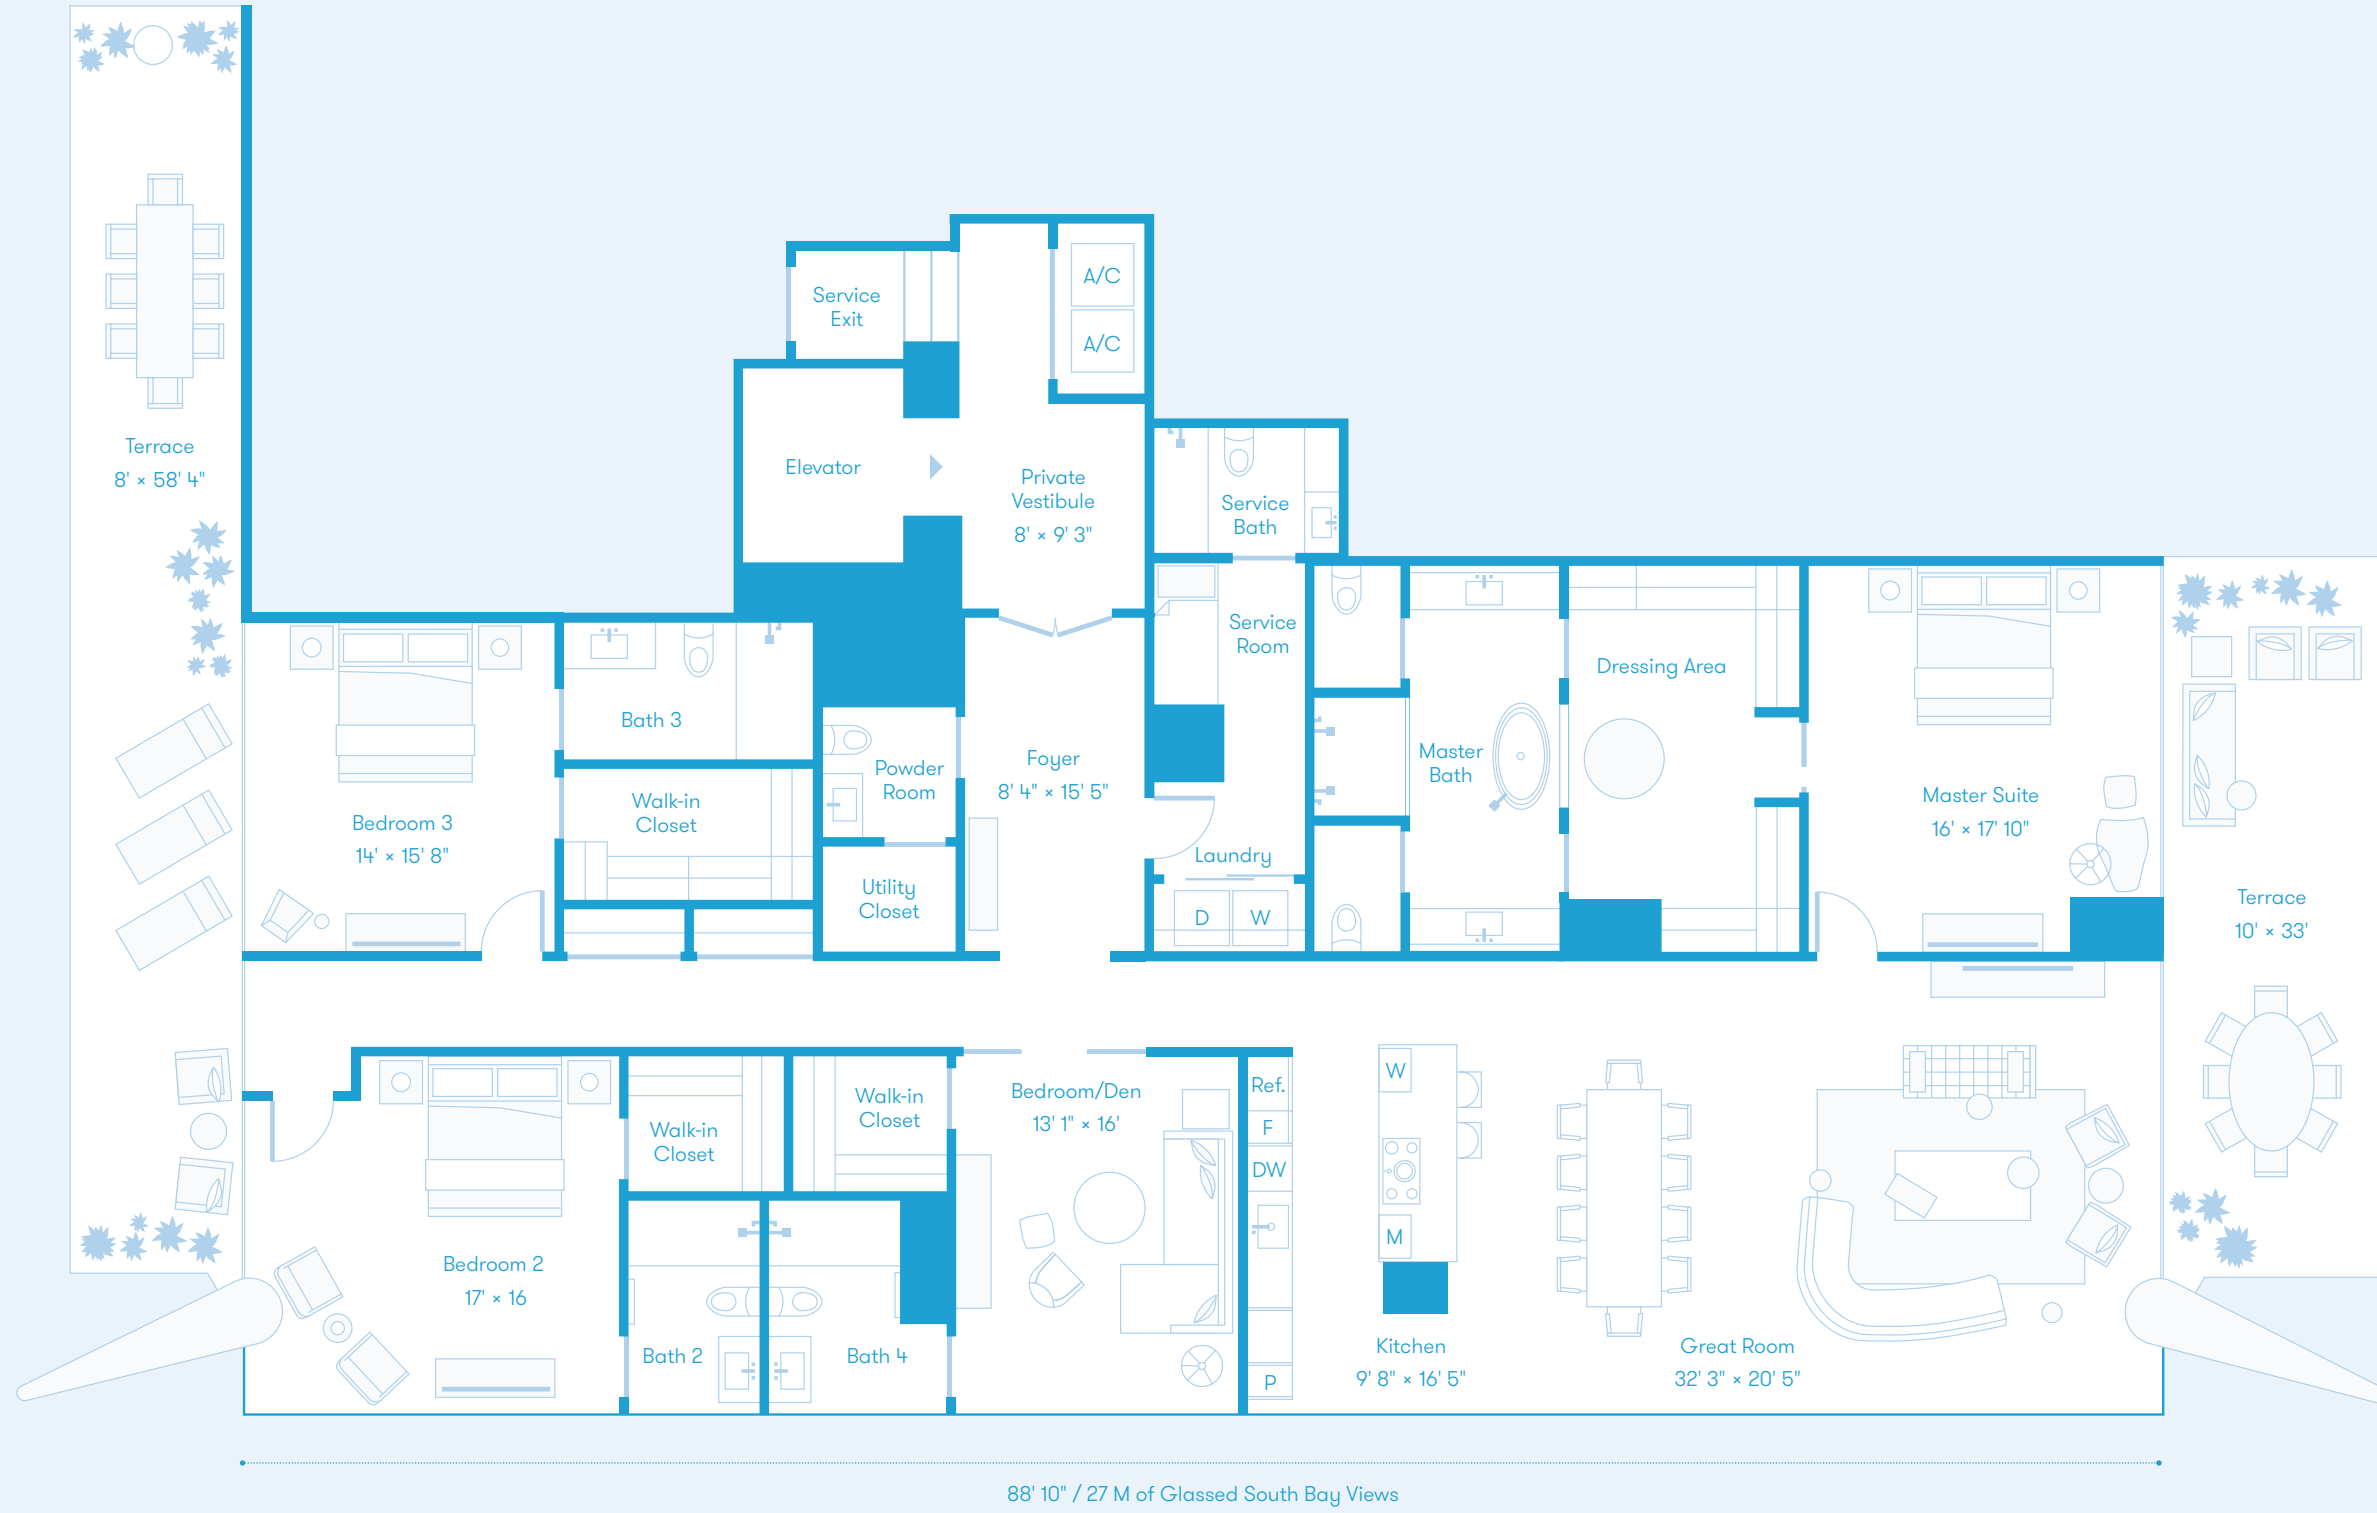 A/C
Service
Exit
A/C
Terrace
8' × 58' 4"
Elevator
Private
Vestibule
8' × 9' 3"
Service
Bath
Service
Room
Dressing Area
Bath 3
Master
Bath
Foyer
8' 4" × 15' 5"
Powder
Room
Walk-in
Closet
Bedroom 3
14' × 15' 8"
Master Suite
16' × 17' 10"
Laundry
Utility
Closet
D
W
Terrace
10' × 33'
W
Ref.
Bedroom/Den
13' 1" × 16'
Walk-in
Closet
F
Walk-in
Closet
DW
M
Bedroom 2
17' × 16
Bath 2
Bath 4
Kitchen
9' 8" × 16' 5"
Great Room
32' 3" × 20' 5"
P
88' 10" / 27 M of Glassed South Bay Views